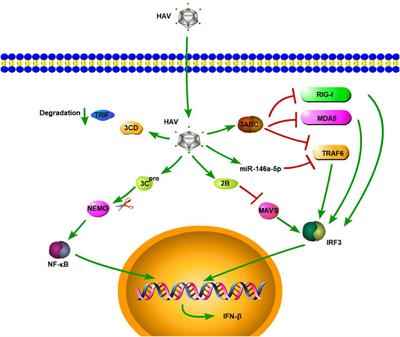 HAV
RIG-I
MDA5
TRAF6
Degradation
TRIF
3CD
HAV
3ABC
miR-146a-5p
3Cpro
2B
NEMO
MAVS
NF-κB
IRF3
IFN-β